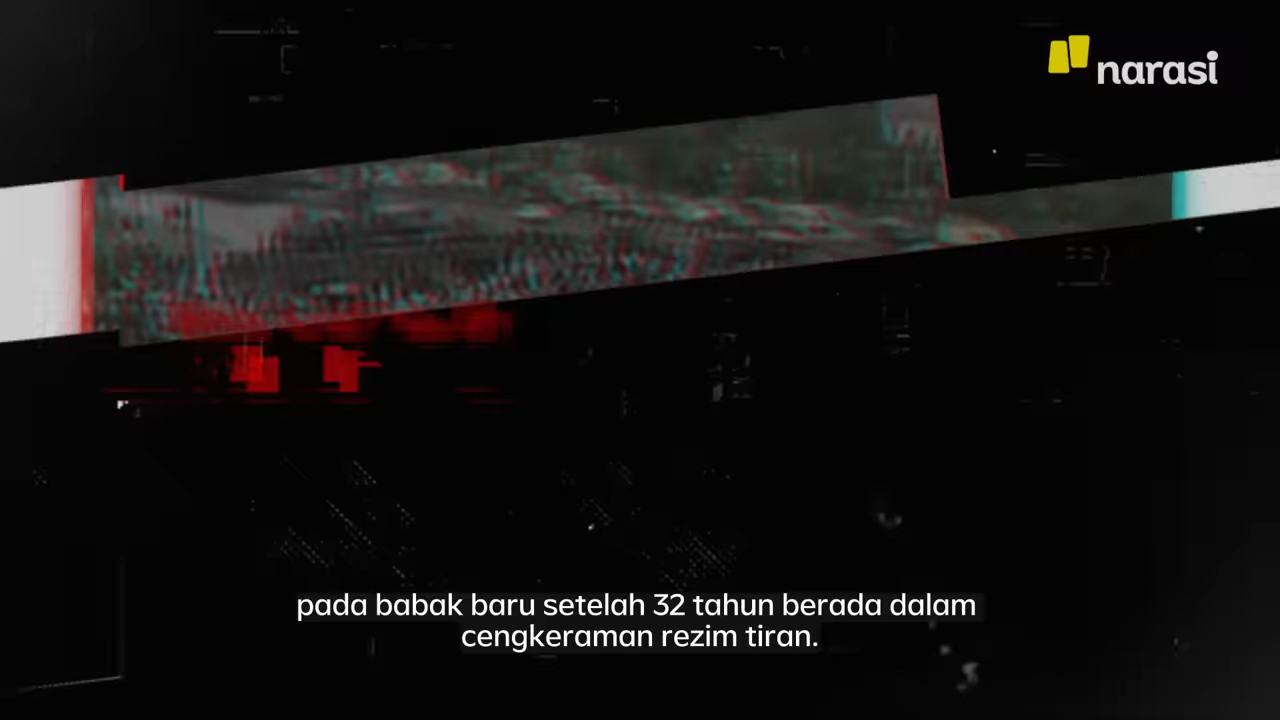 narasi
pada babak baru setelah 32 tahun berada dalam
cengkeraman rezim tiran.